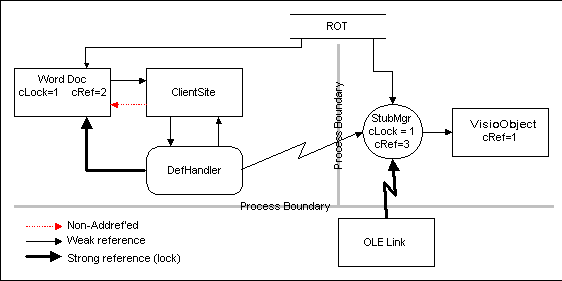 ROT
Word Doc
cLock=1 cRef=2
ClientSite
StubMgr
cLock = 1
cRef=3
VisioObject
cRef=1
Process Boundary
DefHandler
Process Boundary
OLE Link
Non-Addref'ed
Weak reference
Strong reference (lock)